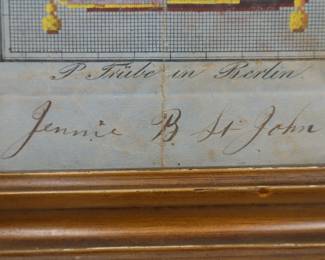 P. Trübe in Berlin.
Jennie B St John